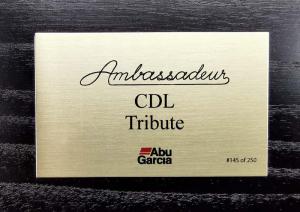 Ambassadeur
CDL
Tribute
Abu
Garcia
#145 of 250